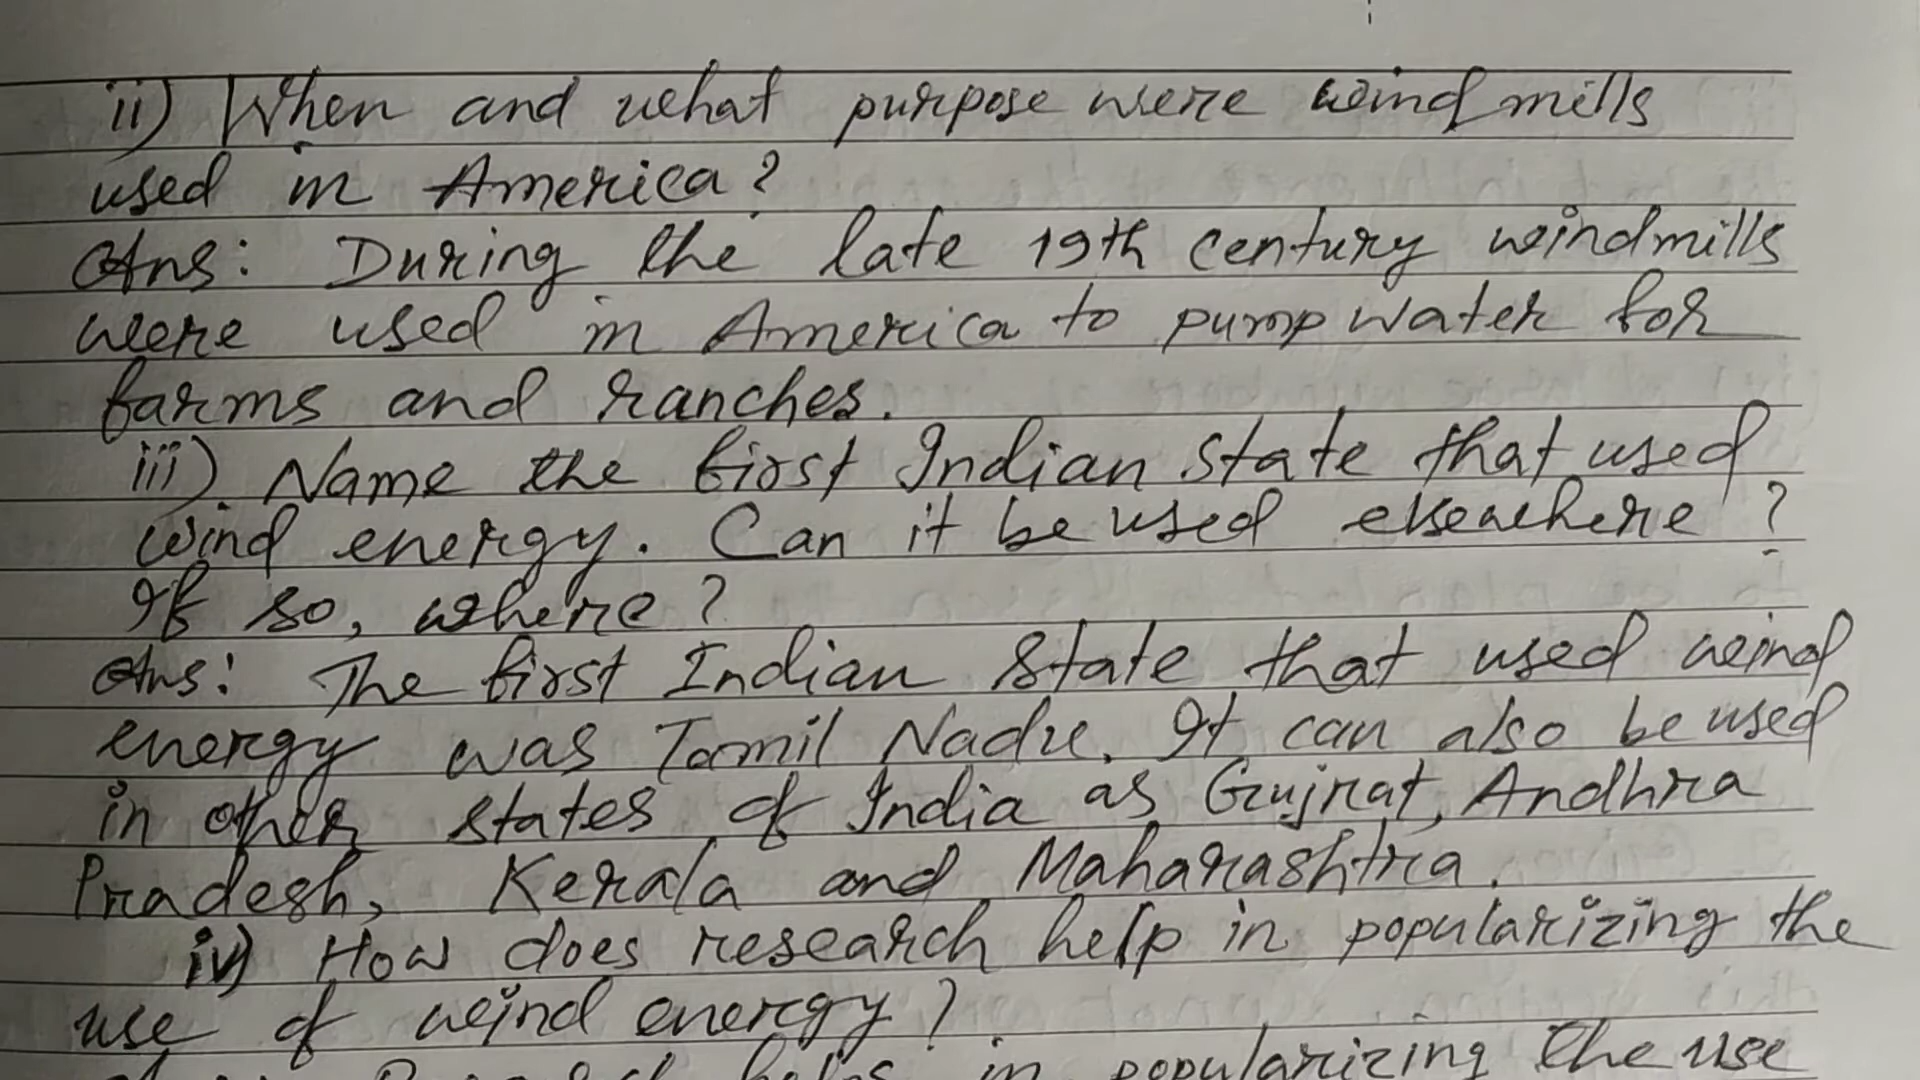 ii) When and what purpose were windmills
used in America?
Ans: During the late 19th century windmills
were used in America to pump water for
farms and ranches.
iii) Name the first Indian State that used
wind energy. Can it be used elsewhere?
If so, where?
Ans: The first Indian State that used wind
energy was Tamil Nadu. It can also be used
in other states of India as Gujrat, Andhra
Pradesh, Kerala and Maharashtra.
iv) How does research help in popularizing the
use of wind energy?
Research helps in popularizing the use